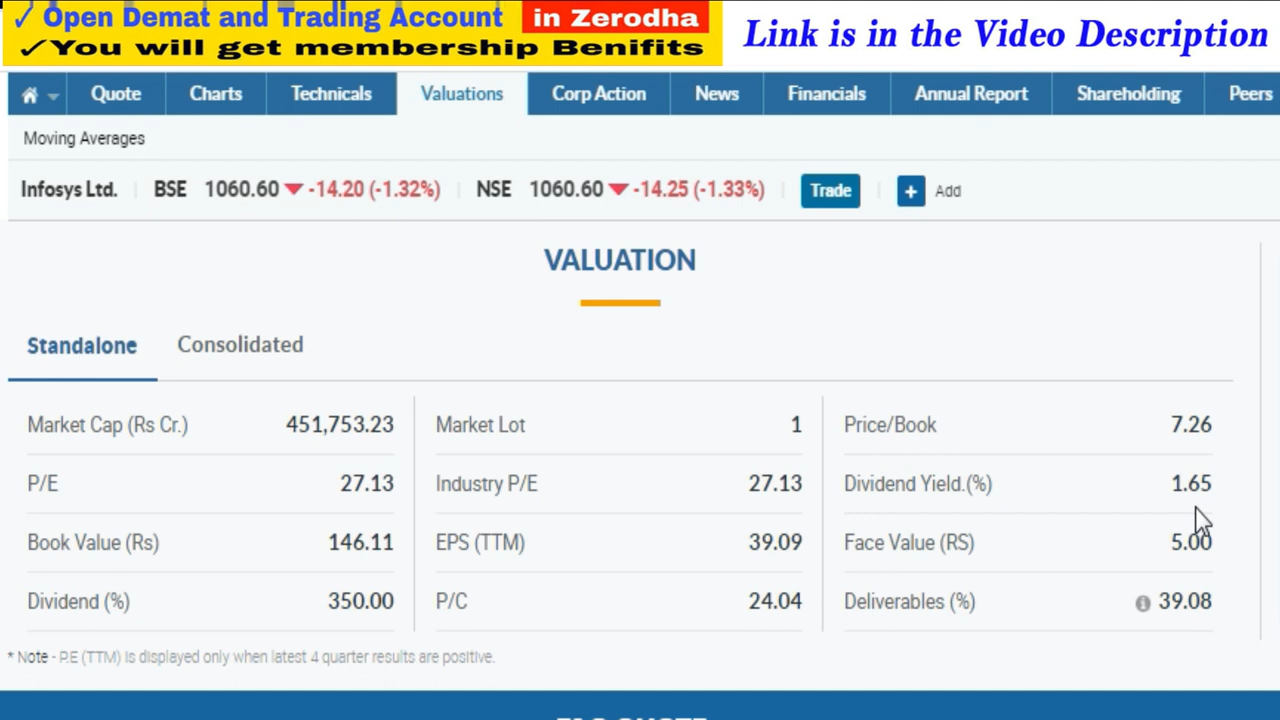 ✓ Open Demat and Trading Account in Zerodha
✓You will get membership Benifits
Link is in the Video Description
Quote Charts Technicals Valuations Corp Action News Financials Annual Report Shareholding Peers
Moving Averages
Infosys Ltd. BSE 1060.60 ▼ -14.20 (-1.32%) NSE 1060.60 ▼ -14.25 (-1.33%) Trade + Add
VALUATION
Standalone Consolidated
Market Cap (Rs Cr.) 451,753.23 Market Lot 1 Price/Book 7.26
P/E 27.13 Industry P/E 27.13 Dividend Yield.(%) 1.65
Book Value (Rs) 146.11 EPS (TTM) 39.09 Face Value (RS) 5.00
Dividend (%) 350.00 P/C 24.04 Deliverables (%) 39.08
* Note - P.E (TTM) is displayed only when latest 4 quarter results are positive.